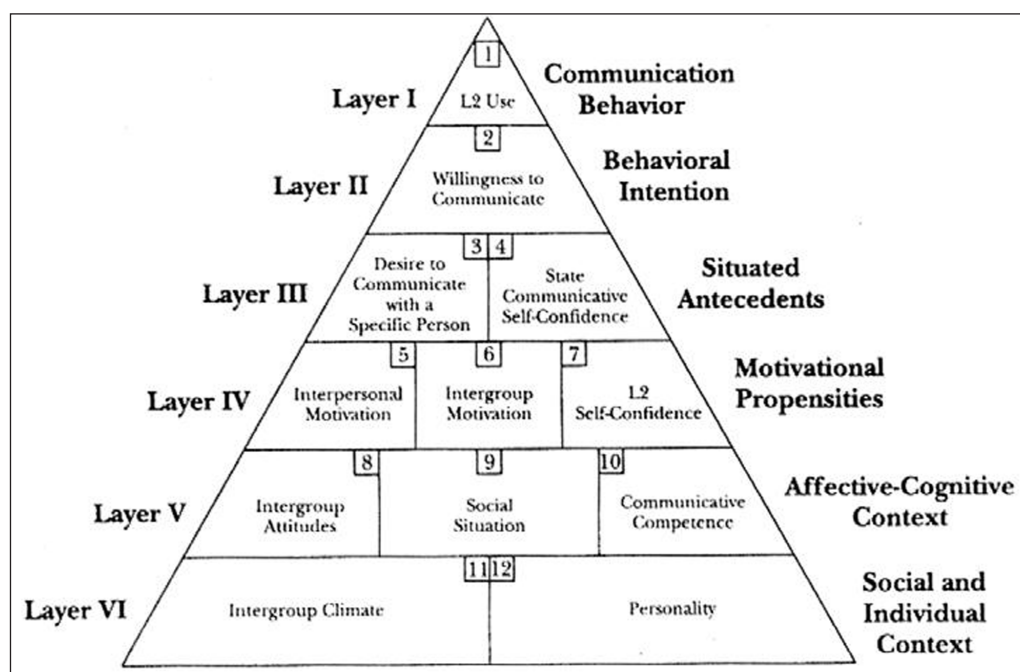 1
Layer I
L2 Use
Communication
Behavior
2
Layer II
Willingness to
Communicate
Behavioral
Intention
3 4
Layer III
Desire to
Communicate
with a
Specific Person
State
Communicative
Self-Confidence
Situated
Antecedents
5 6 7
Layer IV
Interpersonal
Motivation
Intergroup
Motivation
L2
Self-Confidence
Motivational
Propensities
8 9 10
Layer V
Intergroup
Attitudes
Social
Situation
Communicative
Competence
Affective-Cognitive
Context
11 12
Layer VI
Intergroup Climate
Personality
Social and
Individual
Context